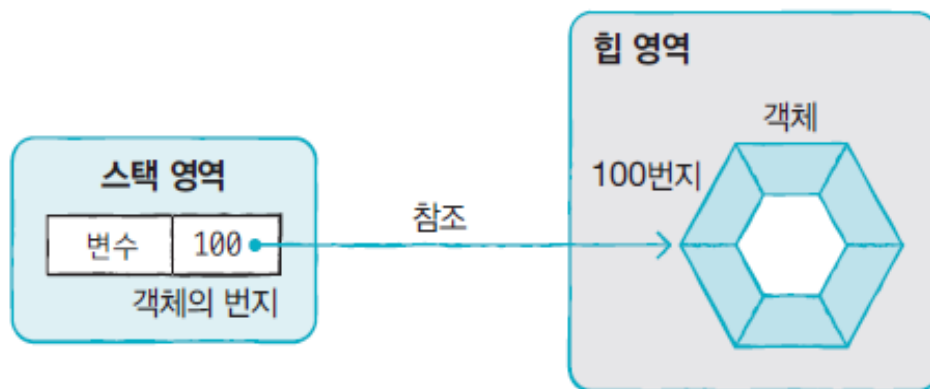 힙 영역
객체
100번지
스택 영역
변수 100
객체의 번지
참조